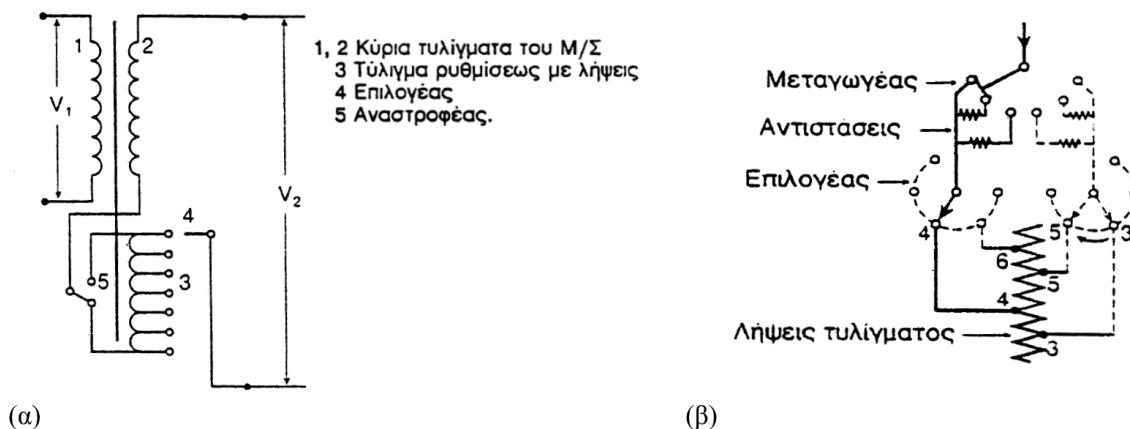 1
2
V₁
V₂
4
5
3
1, 2 Κύρια τυλίγματα του Μ/Σ
3 Τύλιγμα ρυθμίσεως με λήψεις
4 Επιλογέας
5 Αναστροφέας.
(α)
Μεταγωγέας
Αντιστάσεις
Επιλογέας
4
5
3
6
5
4
3
Λήψεις τυλίγματος
(β)